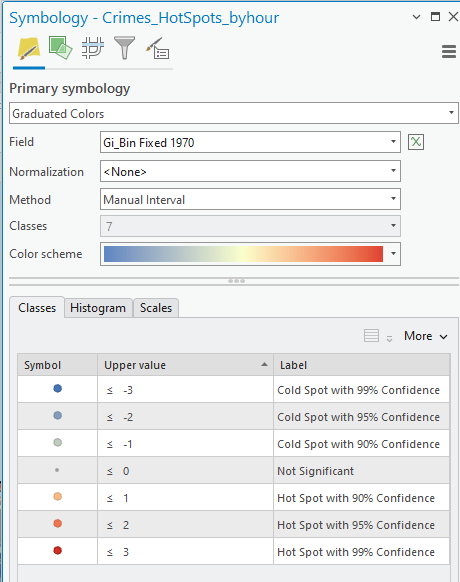 Symbology - Crimes_HotSpots_byhour
Primary symbology
Graduated Colors
Field Gi_Bin Fixed 1970
Normalization <None>
Method Manual Interval
Classes 7
Color scheme
Classes Histogram Scales
More
Symbol Upper value Label
≤ -3 Cold Spot with 99% Confidence
≤ -2 Cold Spot with 95% Confidence
≤ -1 Cold Spot with 90% Confidence
≤ 0 Not Significant
≤ 1 Hot Spot with 90% Confidence
≤ 2 Hot Spot with 95% Confidence
≤ 3 Hot Spot with 99% Confidence